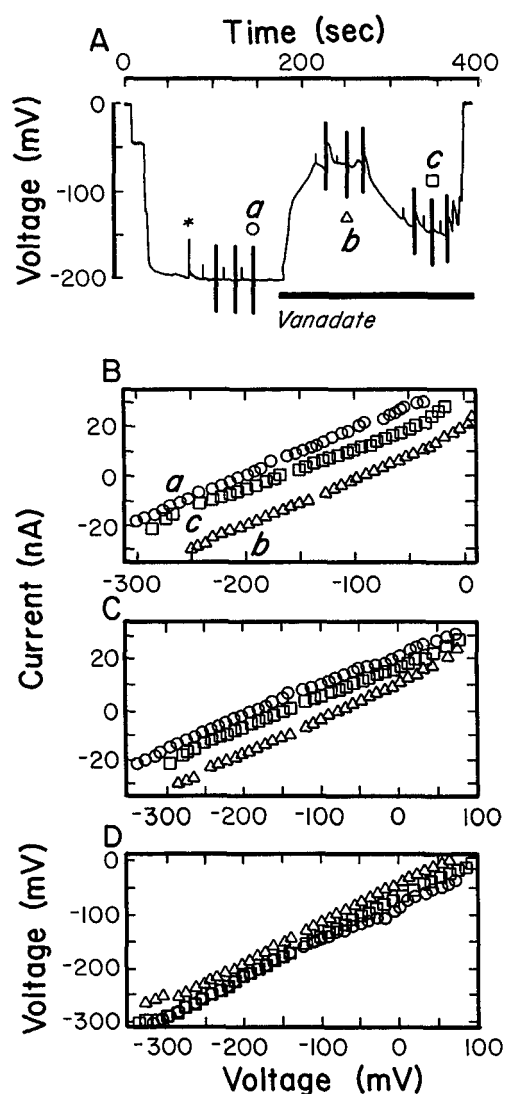 A
Time (sec)
0 200 400
0
-100
-200
Voltage (mV)
*
a
b
c
Vanadate
B
20
0
-20
a
c
b
-300 -200 -100 0
Current (nA)
C
20
0
-20
-300 -200 -100 0 100
D
0
-100
-200
-300
Voltage (mV)
-300 -200 -100 0 100
Voltage (mV)